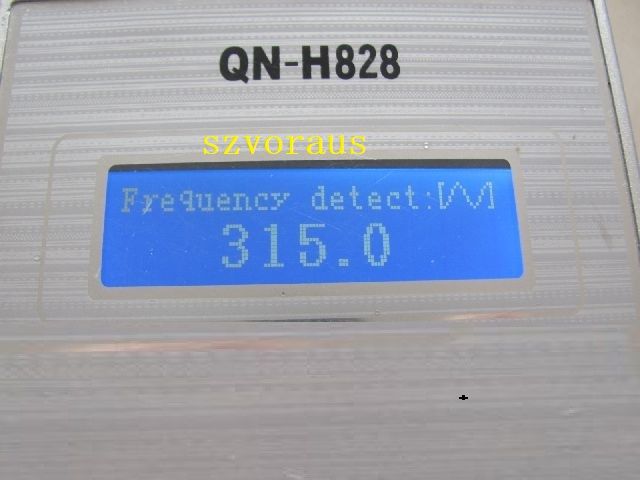 QN-H828
szvoraus
Frequency detect:
315.0